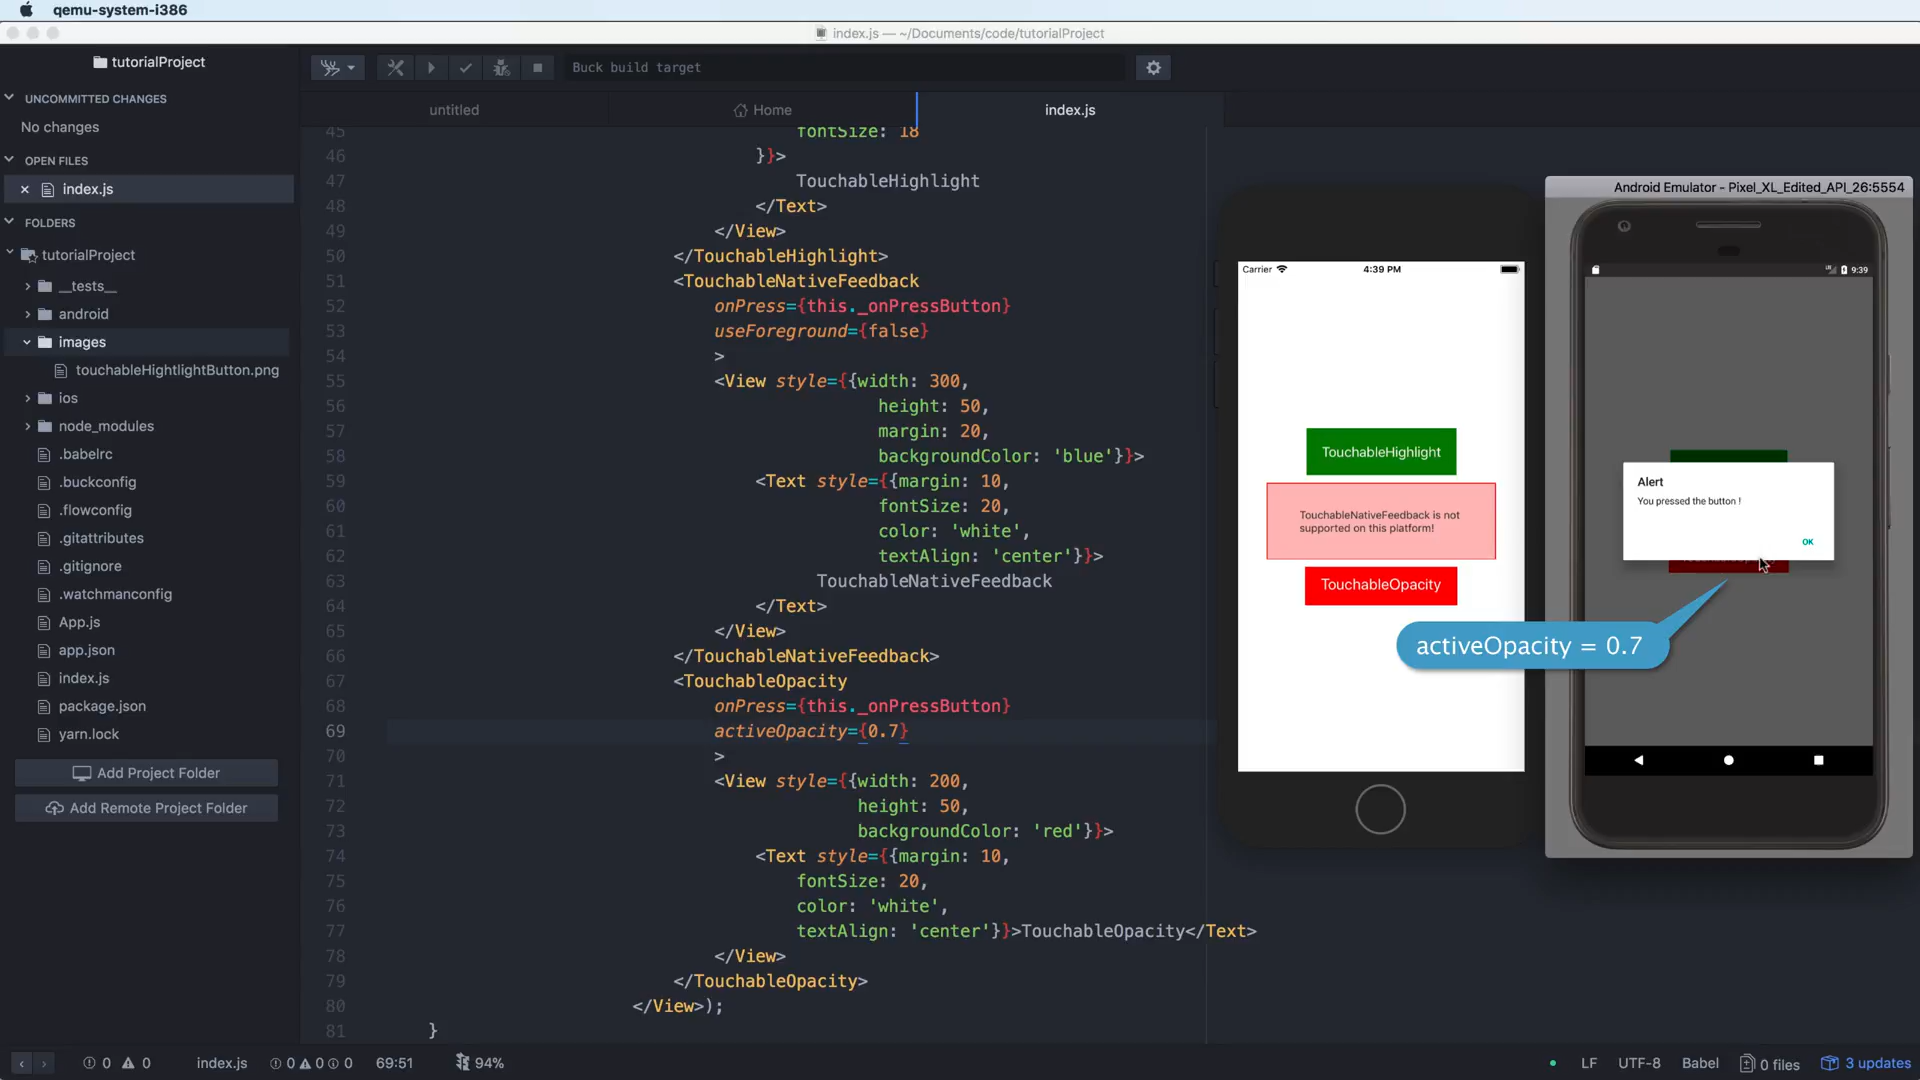 qemu-system-i386
index.js — ~/Documents/code/tutorialProject
tutorialProject
Buck build target
UNCOMMITTED CHANGES
No changes
OPEN FILES
index.js
FOLDERS
tutorialProject
__tests__
android
images
touchableHightlightButton.png
ios
node_modules
.babelrc
.buckconfig
.flowconfig
.gitattributes
.gitignore
.watchmanconfig
App.js
app.json
index.js
package.json
yarn.lock
Add Project Folder
Add Remote Project Folder
untitled
Home
index.js
45 fontSize: 18
46 }}>
47 TouchableHighlight
48 </Text>
49 </View>
50 </TouchableHighlight>
51 <TouchableNativeFeedback
52 onPress={this._onPressButton}
53 useForeground={false}
54 >
55 <View style={{width: 300,
56 height: 50,
57 margin: 20,
58 backgroundColor: 'blue'}}>
59 <Text style={{margin: 10,
60 fontSize: 20,
61 color: 'white',
62 textAlign: 'center'}}>
63 TouchableNativeFeedback
64 </Text>
65 </View>
66 </TouchableNativeFeedback>
67 <TouchableOpacity
68 onPress={this._onPressButton}
69 activeOpacity={0.7}
70 >
71 <View style={{width: 200,
72 height: 50,
73 backgroundColor: 'red'}}>
74 <Text style={{margin: 10,
75 fontSize: 20,
76 color: 'white',
77 textAlign: 'center'}}>TouchableOpacity</Text>
78 </View>
79 </TouchableOpacity>
80 </View>);
81 }
Carrier 4:39 PM
TouchableHighlight
TouchableNativeFeedback is not
supported on this platform!
TouchableOpacity
Android Emulator - Pixel_XL_Edited_API_26:5554
9:39
Alert
You pressed the button !
OK
activeOpacity = 0.7
0 0 index.js 0 0 0 69:51 94%
LF UTF-8 Babel 0 files 3 updates